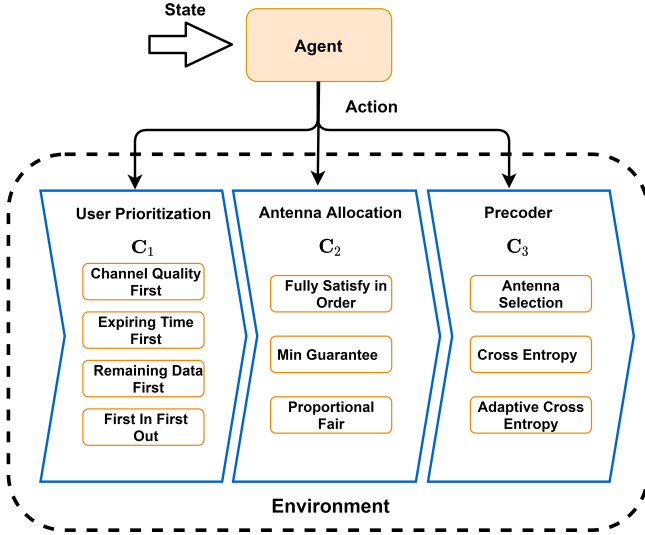 State
Agent
Action
User Prioritization
C₁
Channel Quality
First
Expiring Time
First
Remaining Data
First
First In First
Out
Antenna Allocation
C₂
Fully Satisfy in
Order
Min Guarantee
Proportional
Fair
Precoder
C₃
Antenna
Selection
Cross Entropy
Adaptive Cross
Entropy
Environment